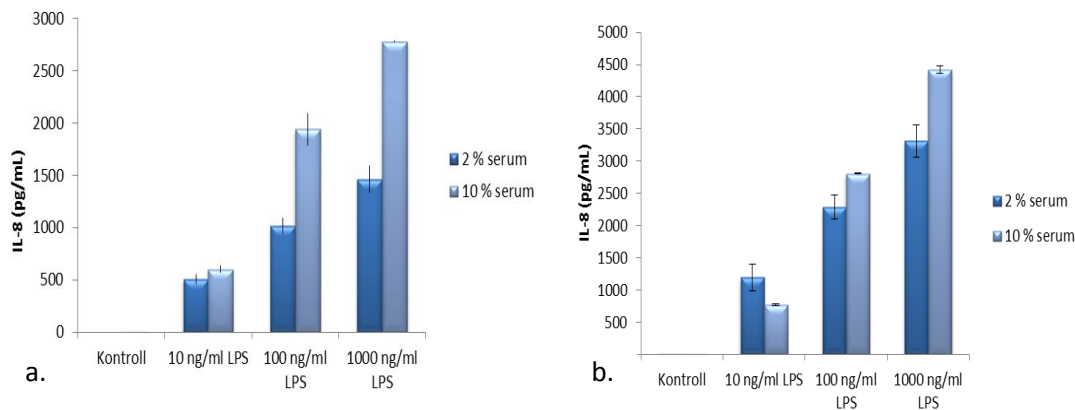 3000
2500
2000
1500
1000
500
0
IL-8 (pg/mL)
Kontroll
10 ng/ml LPS
100 ng/ml
LPS
1000 ng/ml
LPS
2 % serum
10 % serum
a.
5000
4500
4000
3500
3000
2500
2000
1500
1000
500
IL-8 (pg/mL)
Kontroll
10 ng/ml LPS
100 ng/ml
LPS
1000 ng/ml
LPS
2 % serum
10 % serum
b.